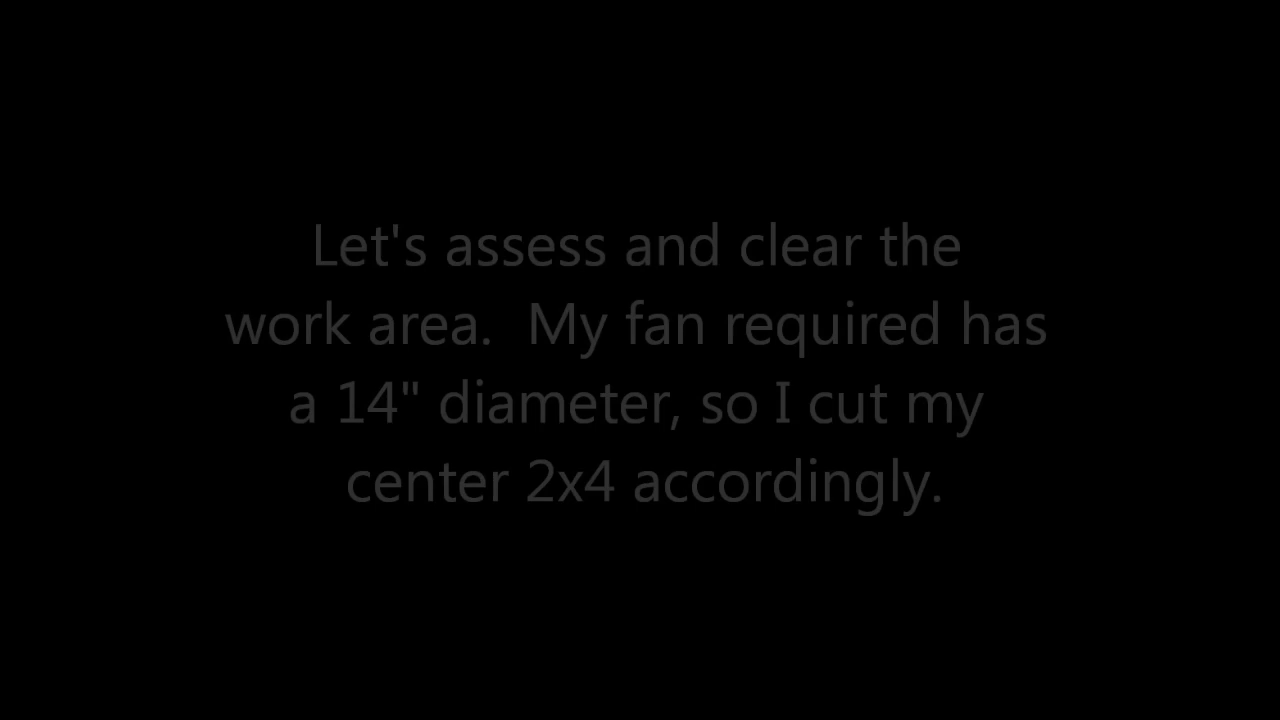 Let's assess and clear the
work area.  My fan required has
a 14" diameter, so I cut my
center 2x4 accordingly.